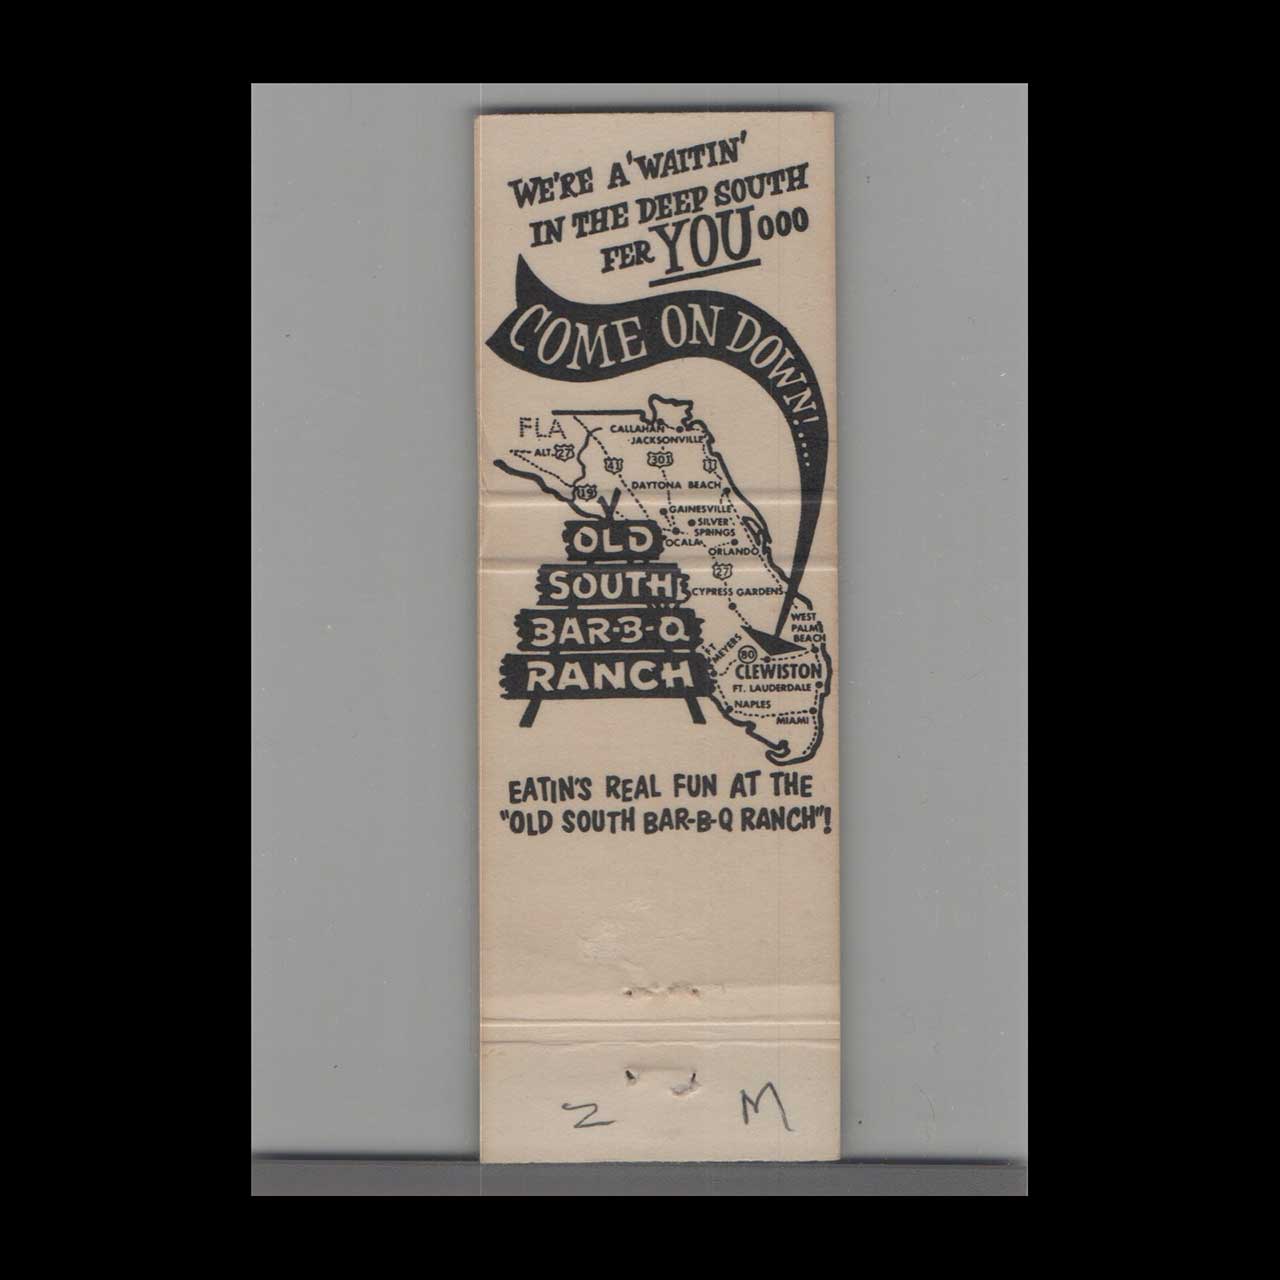 WE'RE A 'WAITIN'
IN THE DEEP SOUTH
FER YOU ooo
COME ON DOWN!.....
FLA
CALLAHAN
JACKSONVILLE
ALT. 27
41
301
1
19
DAYTONA BEACH
GAINESVILLE
SILVER
SPRINGS
OCALA
ORLANDO
27
CYPRESS GARDENS
OLD
SOUTH
BAR-B-Q
RANCH
WEST
PALM
BEACH
FT. MEYERS
80
CLEWISTON
FT. LAUDERDALE
NAPLES
MIAMI
EATIN'S REAL FUN AT THE
"OLD SOUTH BAR-B-Q RANCH"!